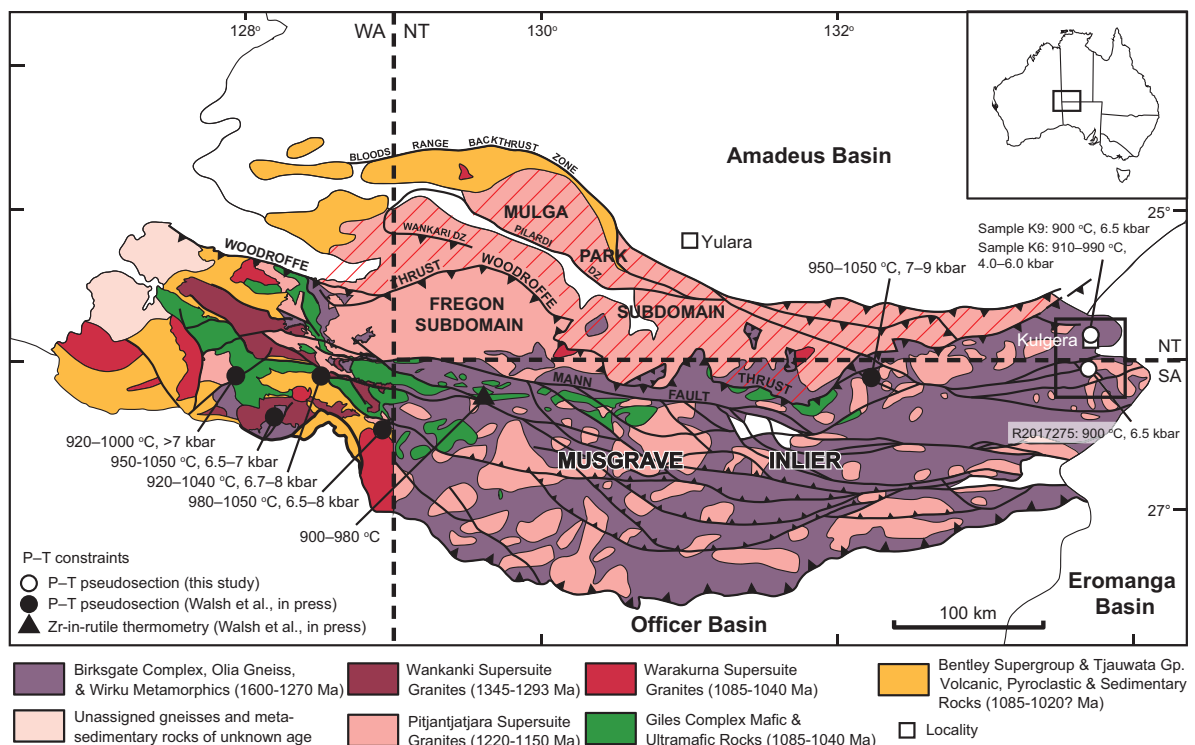 128°
WA NT
130°
132°
BLOODS RANGE BACKTHRUST ZONE
Amadeus Basin
25°
MULGA
PARK
SUBDOMAIN
WANKARI DZ
PILARDI DZ
Yulara
Sample K9: 900 °C, 6.5 kbar
Sample K6: 910–990 °C,
4.0–6.0 kbar
950–1050 °C, 7–9 kbar
WOODROFFE
THRUST
WOODROFFE
FREGON
SUBDOMAIN
Kulgera
NT
SA
MANN
FAULT
THRUST
R2017275: 900 °C, 6.5 kbar
920–1000 °C, >7 kbar
950-1050 °C, 6.5–7 kbar
920–1040 °C, 6.7–8 kbar
980–1050 °C, 6.5–8 kbar
900–980 °C
MUSGRAVE INLIER
27°
P–T constraints
P–T pseudosection (this study)
P–T pseudosection (Walsh et al., in press)
Zr-in-rutile thermometry (Walsh et al., in press)
Officer Basin
100 km
Eromanga
Basin
Birksgate Complex, Olia Gneiss,
& Wirku Metamorphics (1600-1270 Ma)
Wankanki Supersuite
Granites (1345-1293 Ma)
Warakurna Supersuite
Granites (1085-1040 Ma)
Bentley Supergroup & Tjauwata Gp.
Volcanic, Pyroclastic & Sedimentary
Rocks (1085-1020? Ma)
Unassigned gneisses and meta-
sedimentary rocks of unknown age
Pitjantjatjara Supersuite
Granites (1220-1150 Ma)
Giles Complex Mafic &
Ultramafic Rocks (1085-1040 Ma)
Locality